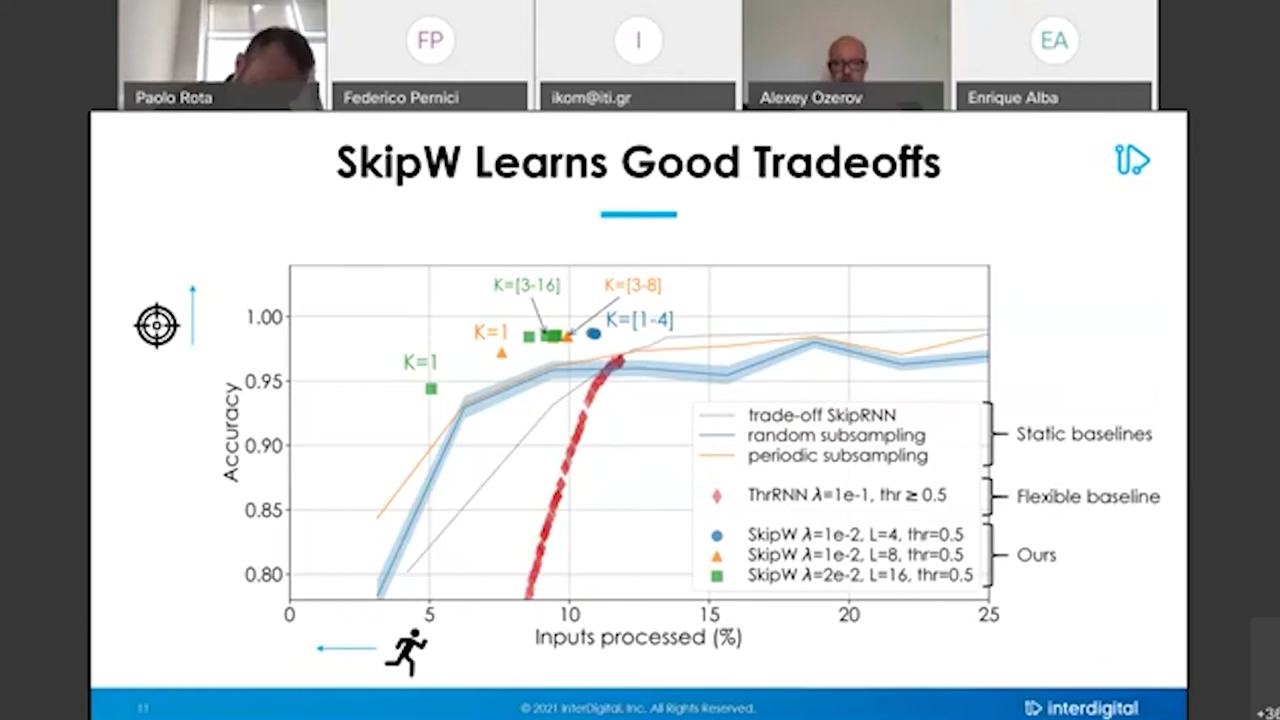 FP
I
EA
Paolo Rota
Federico Pernici
ikom@iti.gr
Alexey Ozerov
Enrique Alba
SkipW Learns Good Tradeoffs
K=[3-16]
K=[3-8]
K=1
K=[1-4]
K=1
1.00
0.95
0.90
0.85
0.80
Accuracy
trade-off SkipRNN
random subsampling
periodic subsampling
Static baselines
ThrRNN λ=1e-1, thr ≥ 0.5
Flexible baseline
SkipW λ=1e-2, L=4, thr=0.5
SkipW λ=1e-2, L=8, thr=0.5
SkipW λ=2e-2, L=16, thr=0.5
Ours
0 5 10 15 20 25
Inputs processed (%)
11
© 2021 InterDigital, Inc. All Rights Reserved.
interdigital